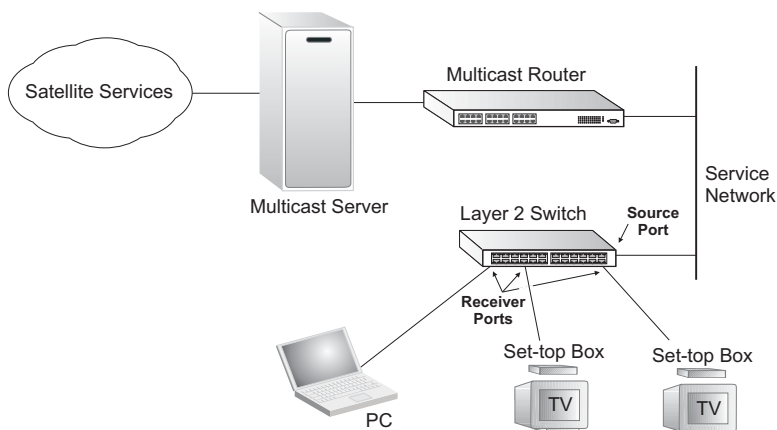 Satellite Services
Multicast Router
Multicast Server
Service
Network
Layer 2 Switch
Source
Port
Receiver
Ports
Set-top Box
Set-top Box
PC
TV
TV